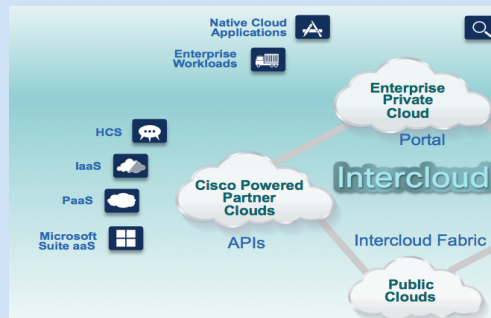 Native Cloud
Applications
Enterprise
Workloads
Enterprise
Private
Cloud
Portal
HCS
IaaS
PaaS
Microsoft
Suite aaS
Cisco Powered
Partner
Clouds
APIs
Intercloud
Intercloud Fabric
Public
Clouds